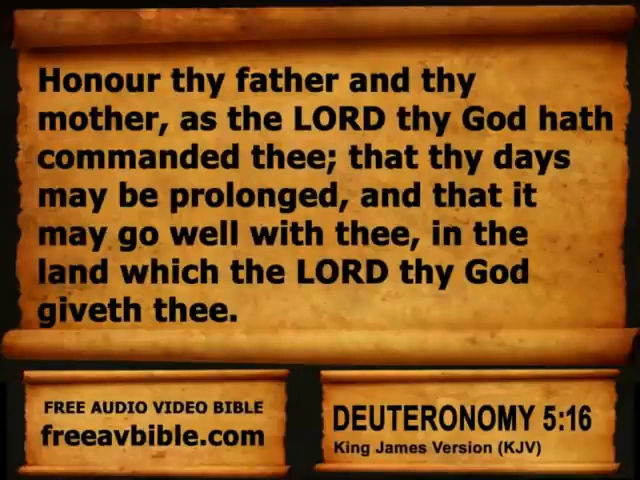 Honour thy father and thy
mother, as the LORD thy God hath
commanded thee; that thy days
may be prolonged, and that it
may go well with thee, in the
land which the LORD thy God
giveth thee.
FREE AUDIO VIDEO BIBLE
freeavbible.com
DEUTERONOMY 5:16
King James Version (KJV)